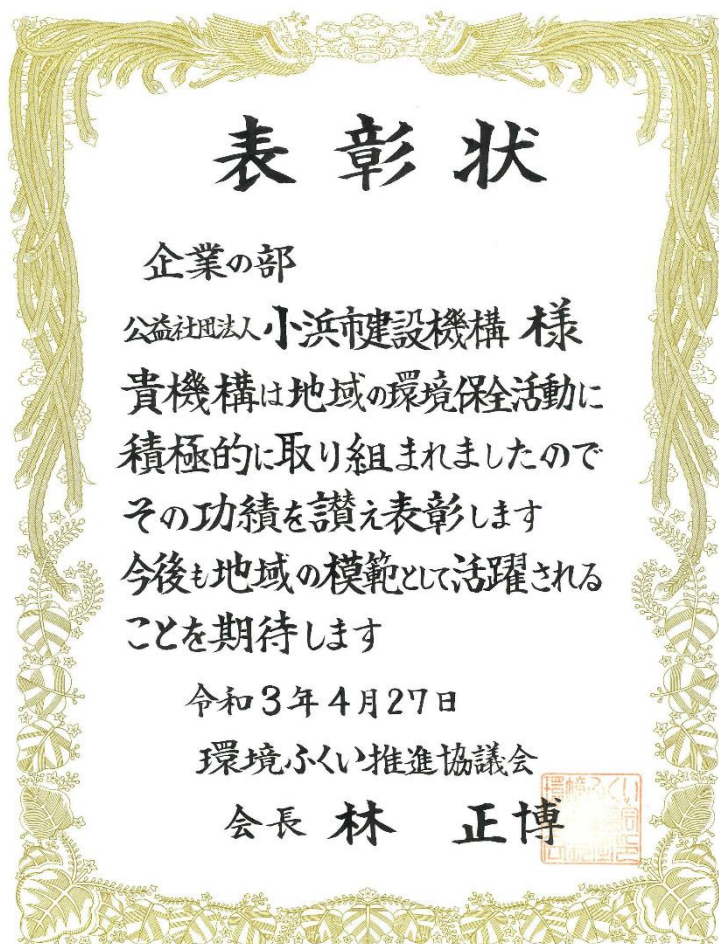 表彰状
企業の部
公益社団法人小浜市建設機構 様
貴機構は地域の環境保全活動に
積極的に取り組まれましたので
その功績を讃え表彰します
今後も地域の模範として活躍される
ことを期待します
令和3年4月27日
環境ふくい推進協議会
会長 林 正博